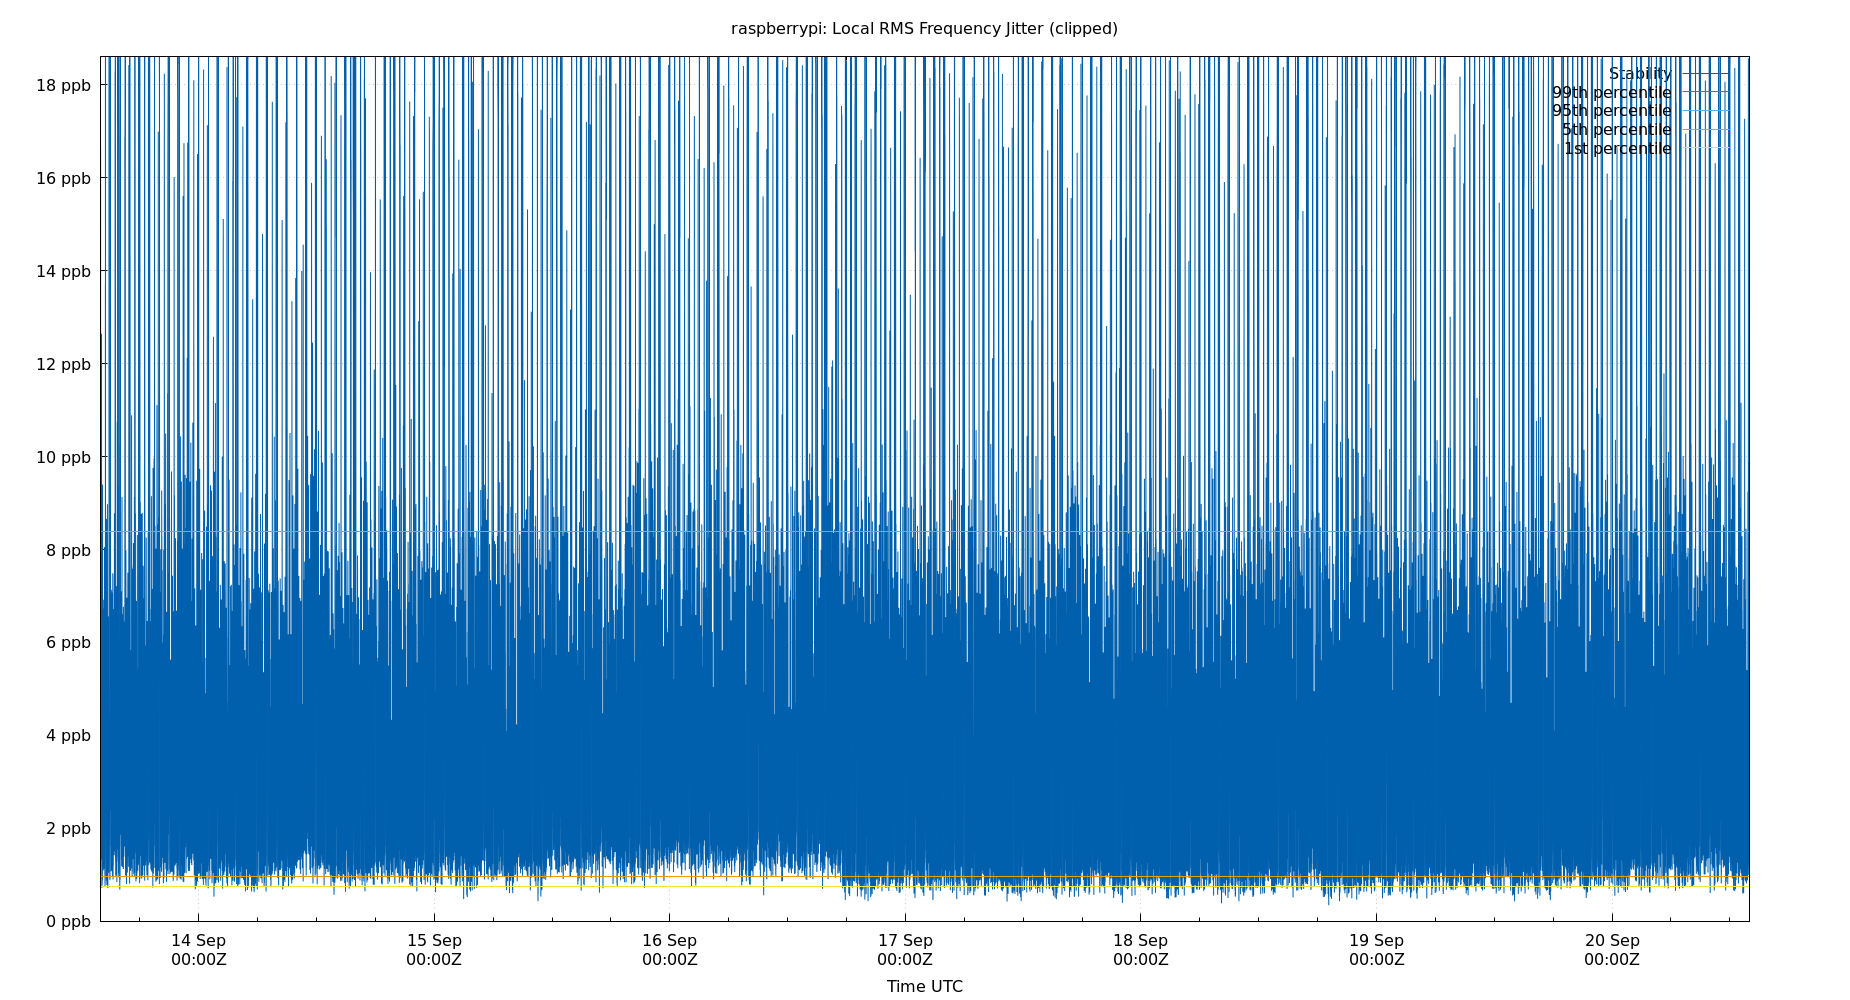 raspberrypi: Local RMS Frequency Jitter (clipped)
18 ppb
16 ppb
14 ppb
12 ppb
10 ppb
8 ppb
6 ppb
4 ppb
2 ppb
0 ppb
Stability
99th percentile
95th percentile
5th percentile
1st percentile
14 Sep
00:00Z
15 Sep
00:00Z
16 Sep
00:00Z
17 Sep
00:00Z
18 Sep
00:00Z
19 Sep
00:00Z
20 Sep
00:00Z
Time UTC